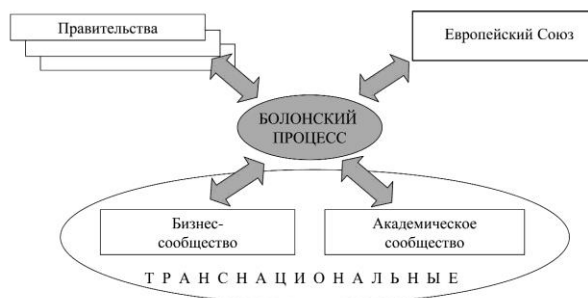 Правительства
Европейский Союз
БОЛОНСКИЙ
ПРОЦЕСС
Бизнес-
сообщество
Академическое
сообщество
ТРАНСНАЦИОНАЛЬНЫЕ